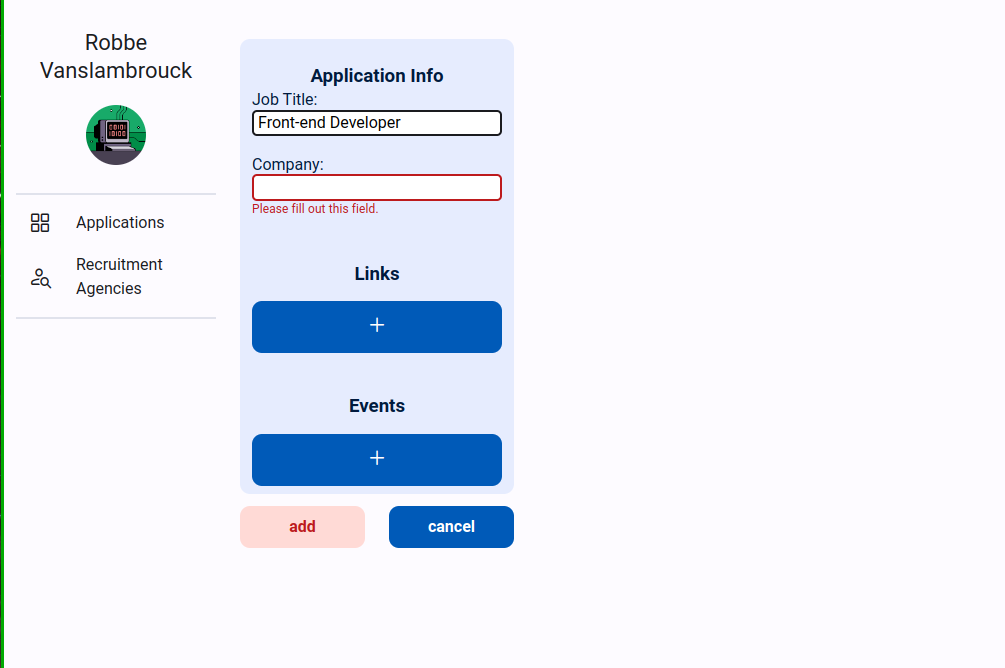 Robbe
Vanslambrouck
Applications
Recruitment
Agencies
Application Info
Job Title:
Front-end Developer
Company:
Please fill out this field.
Links
+
Events
+
add
cancel